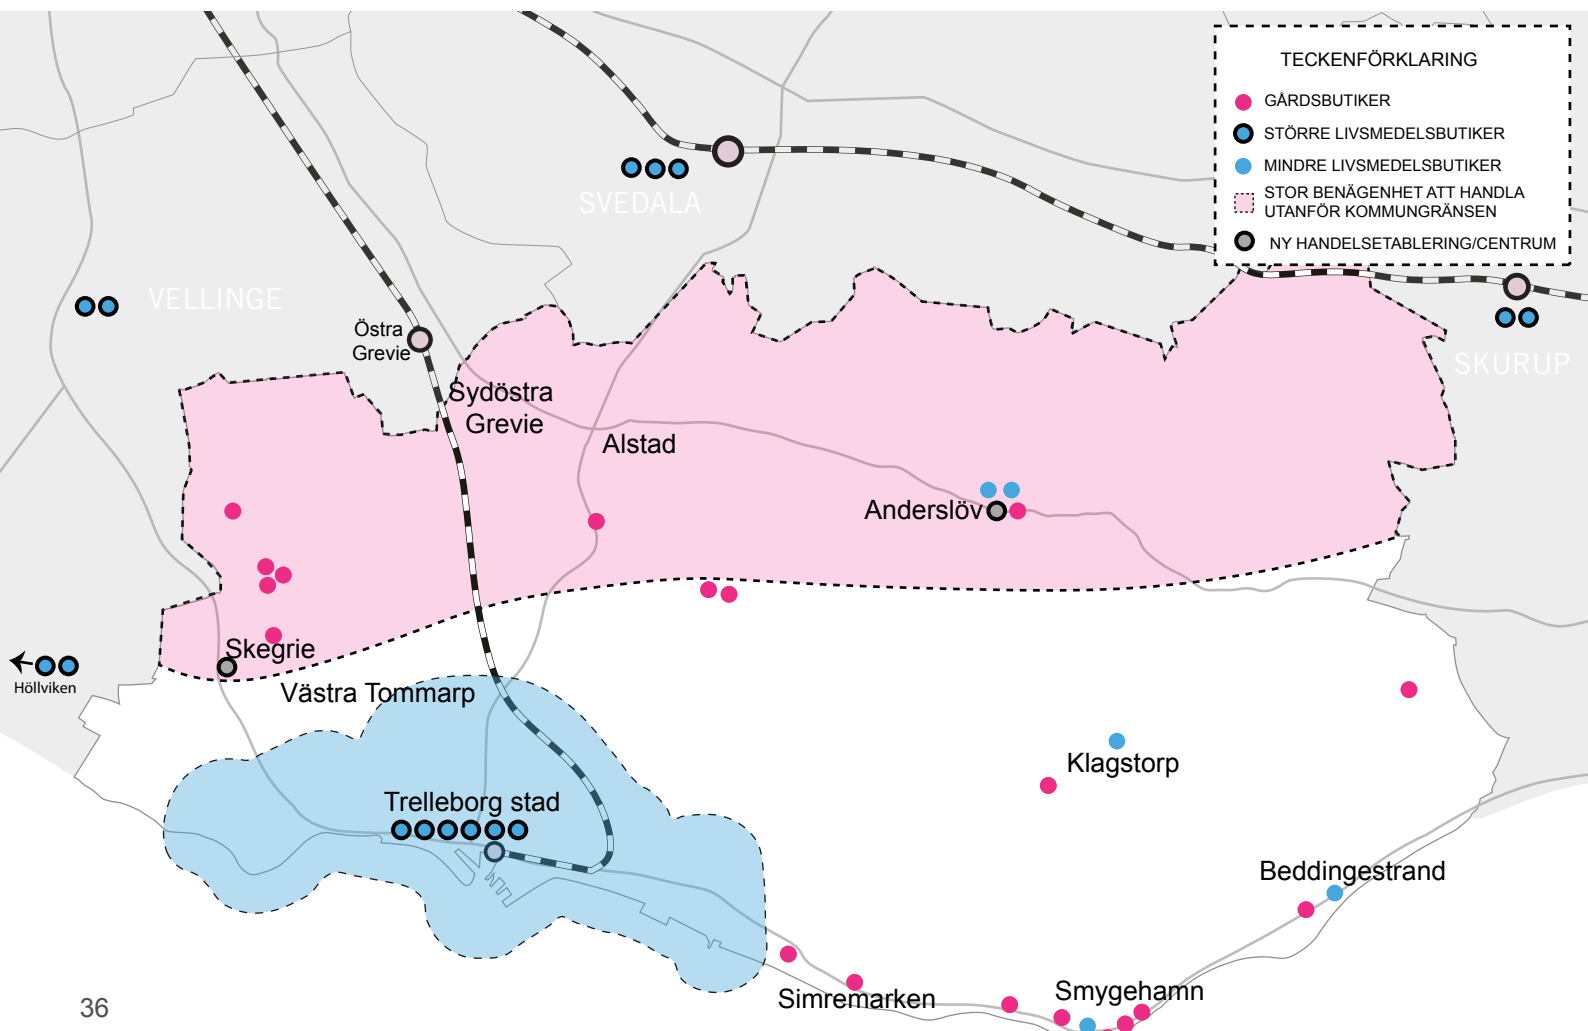 TECKENFÖRKLARING
GÅRDSBUTIKER
STÖRRE LIVSMEDELSBUTIKER
MINDRE LIVSMEDELSBUTIKER
STOR BENÄGENHET ATT HANDLA
UTANFÖR KOMMUNGRÄNSEN
NY HANDELSETABLERING/CENTRUM
SVEDALA
VELLINGE
Östra
Grevie
SKURUP
Sydöstra
Grevie
Alstad
Anderslöv
Skegrie
Höllviken
Västra Tommarp
Klagstorp
Trelleborg stad
Beddingestrand
Simremarken
Smygehamn
36